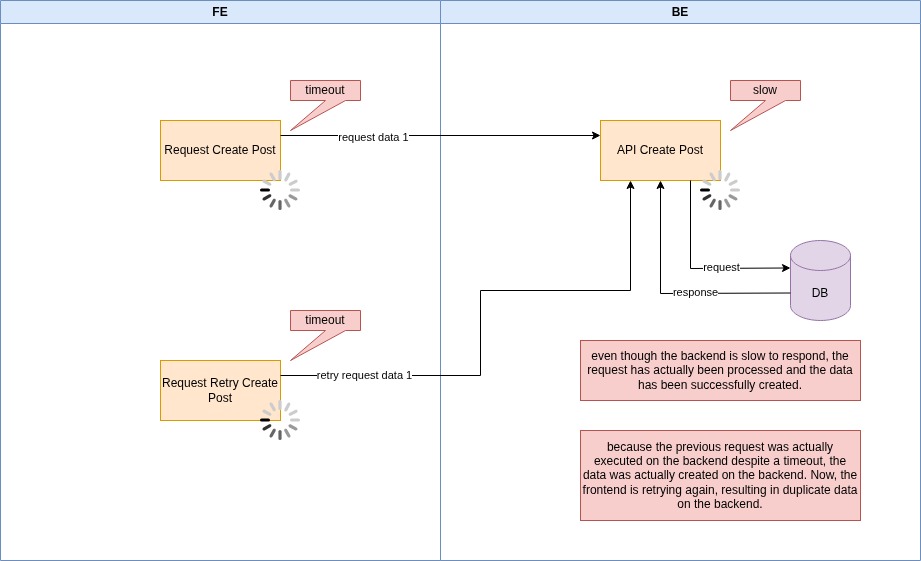 FE
BE
timeout
slow
Request Create Post
request data 1
API Create Post
request
response
DB
timeout
Request Retry Create
Post
retry request data 1
even though the backend is slow to respond, the
request has actually been processed and the data
has been successfully created.
because the previous request was actually
executed on the backend despite a timeout, the
data was actually created on the backend. Now, the
frontend is retrying again, resulting in duplicate data
on the backend.